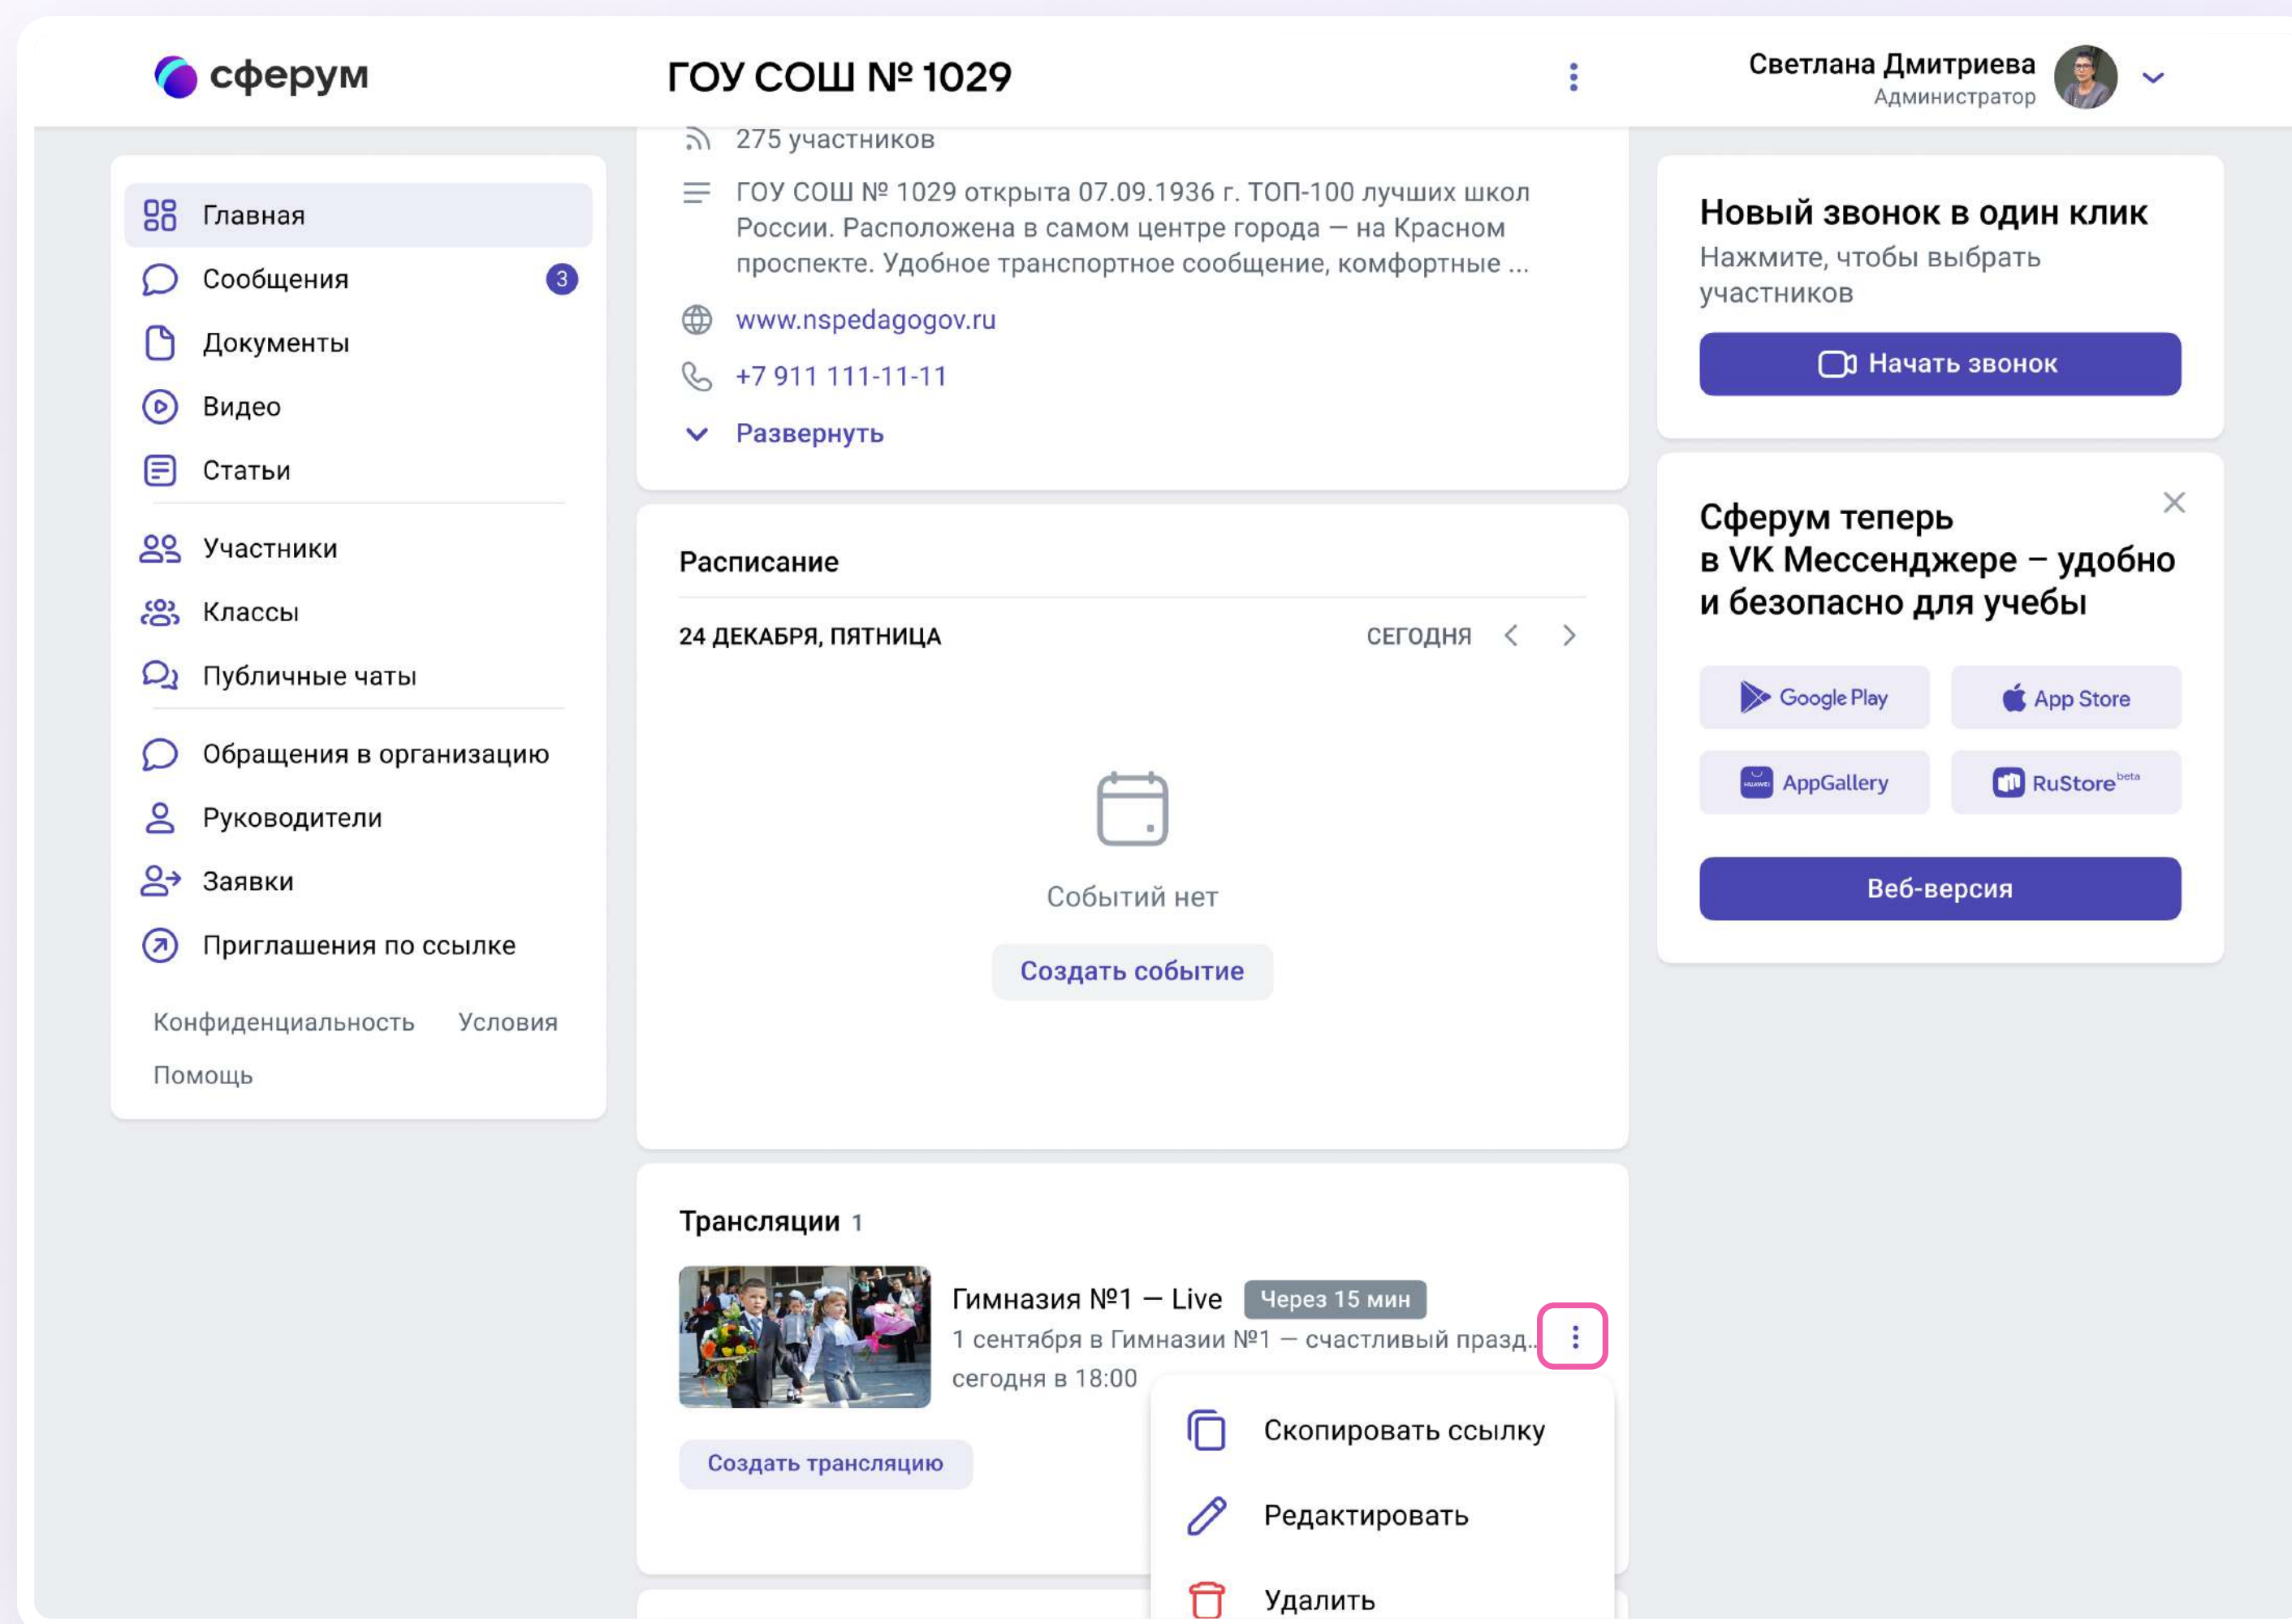 сферум
ГОУ СОШ № 1029
Светлана Дмитриева
Администратор
Главная
Сообщения 3
Документы
Видео
Статьи
Участники
Классы
Публичные чаты
Обращения в организацию
Руководители
Заявки
Приглашения по ссылке
Конфиденциальность Условия
Помощь
275 участников
ГОУ СОШ № 1029 открыта 07.09.1936 г. ТОП-100 лучших школ
России. Расположена в самом центре города — на Красном
проспекте. Удобное транспортное сообщение, комфортные ...
www.nspedagogov.ru
+7 911 111-11-11
Развернуть
Расписание
24 ДЕКАБРЯ, ПЯТНИЦА СЕГОДНЯ
Событий нет
Создать событие
Трансляции 1
Гимназия №1 — Live Через 15 мин
1 сентября в Гимназии №1 — счастливый празд...
сегодня в 18:00
Создать трансляцию
Скопировать ссылку
Редактировать
Удалить
Новый звонок в один клик
Нажмите, чтобы выбрать
участников
Начать звонок
Сферум теперь
в VK Мессенджере – удобно
и безопасно для учебы
Google Play App Store
HUAWEI AppGallery RuStore beta
Веб-версия